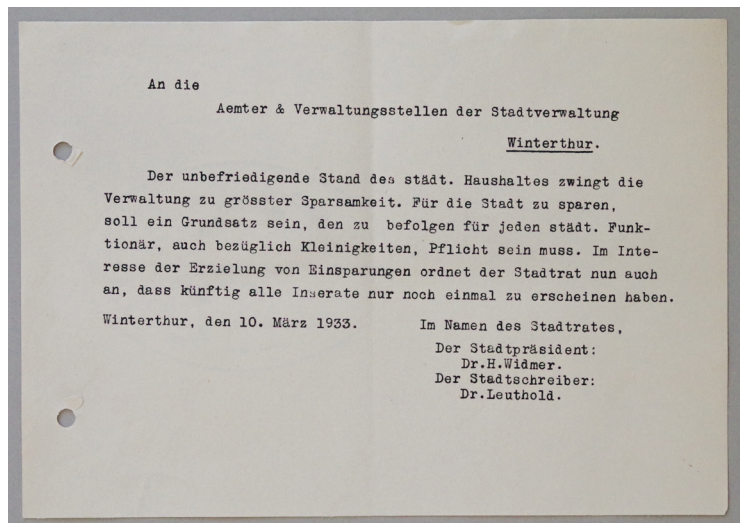 An die
Aemter & Verwaltungsstellen der Stadtverwaltung
Winterthur.
Der unbefriedigende Stand des städt. Haushaltes zwingt die
Verwaltung zu grösster Sparsamkeit. Für die Stadt zu sparen,
soll ein Grundsatz sein, den zu befolgen für jeden städt. Funk-
tionär, auch bezüglich Kleinigkeiten, Pflicht sein muss. Im Inte-
resse der Erzielung von Einsparungen ordnet der Stadtrat nun auch
an, dass künftig alle Inserate nur noch einmal zu erscheinen haben.
Winterthur, den 10. März 1933.
Im Namen des Stadtrates,
Der Stadtpräsident:
Dr.H.Widmer.
Der Stadtschreiber:
Dr.Leuthold.